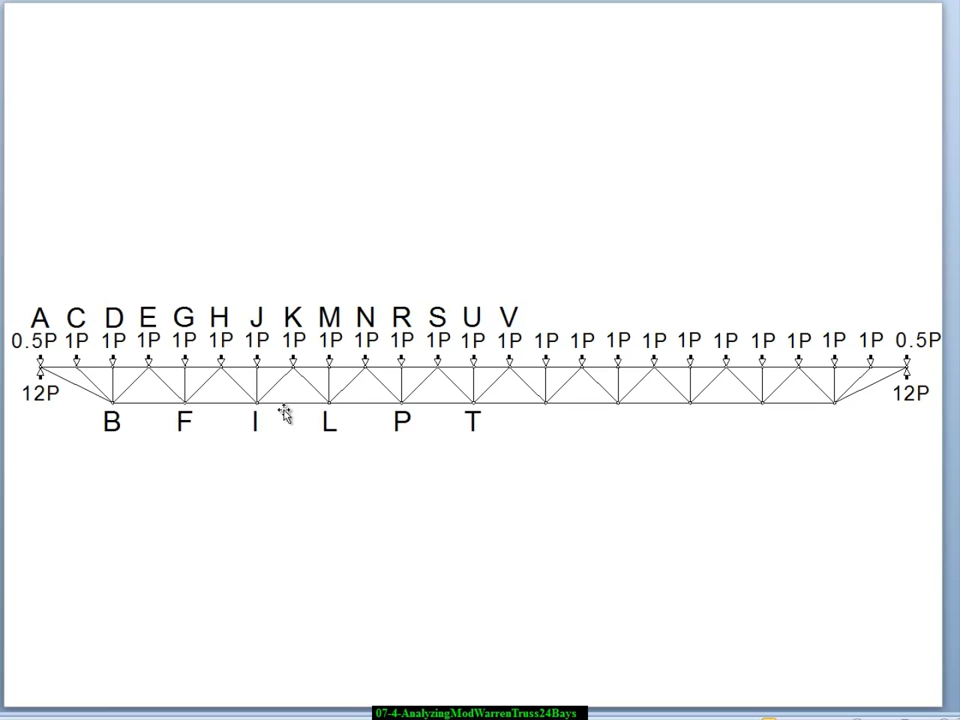 A C D E G H J K M N R S U V
0.5P 1P 1P 1P 1P 1P 1P 1P 1P 1P 1P 1P 1P 1P 1P 1P 1P 1P 1P 1P 1P 1P 1P 1P 0.5P
12P 12P
B F I L P T
07-4-AnalyzingModWarrenTruss24Bays